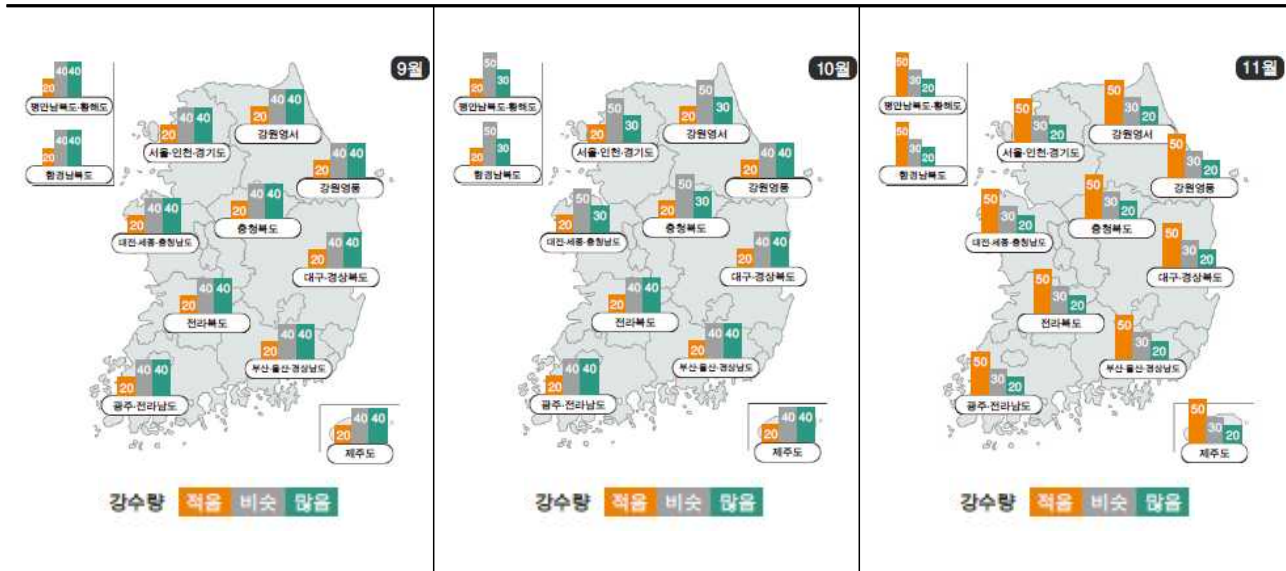 9월
20 40 40
평안남북도·황해도
20 40 40
함경남북도
20 40 40
서울·인천·경기도
20 40 40
강원영서
20 40 40
강원영동
20 40 40
대전·세종·충청남도
20 40 40
충청북도
20 40 40
대구·경상북도
20 40 40
전라북도
20 40 40
부산·울산·경상남도
20 40 40
광주·전라남도
20 40 40
제주도
강수량 적음 비슷 많음
10월
20 50 30
평안남북도·황해도
20 50 30
함경남북도
20 50 30
서울·인천·경기도
20 50 30
강원영서
20 40 40
강원영동
20 50 30
대전·세종·충청남도
20 50 30
충청북도
20 40 40
대구·경상북도
20 40 40
전라북도
20 40 40
부산·울산·경상남도
20 40 40
광주·전라남도
20 40 40
제주도
강수량 적음 비슷 많음
11월
50 30 20
평안남북도·황해도
50 30 20
함경남북도
50 30 20
서울·인천·경기도
50 30 20
강원영서
50 30 20
강원영동
50 30 20
대전·세종·충청남도
50 30 20
충청북도
50 30 20
대구·경상북도
50 30 20
전라북도
50 30 20
부산·울산·경상남도
50 30 20
광주·전라남도
50 30 20
제주도
강수량 적음 비슷 많음